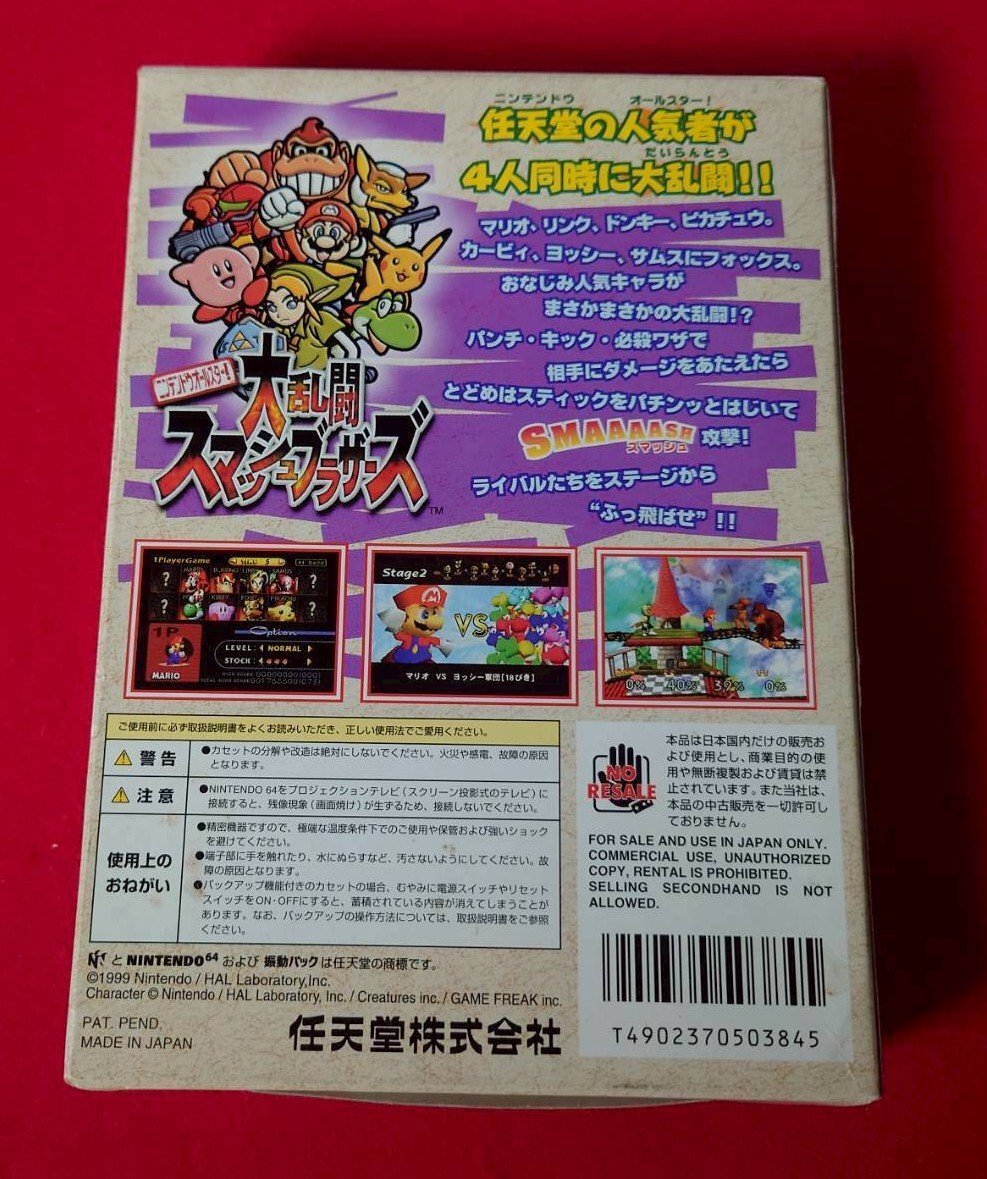 ニンテンドウ オールスター!
任天堂の人気者が
だいらんとう
4人同時に大乱闘!!
マリオ、リンク、ドンキー、ピカチュウ。
カービィ、ヨッシー、サムスにフォックス。
おなじみ人気キャラが
まさかまさかの大乱闘!?
パンチ・キック・必殺ワザで
相手にダメージをあたえたら
とどめはスティックをパチンッとはじいて
SMAAAASH 攻撃!
スマッシュ
ライバルたちをステージから
“ふっ飛ばせ”!!
ニンテンドウオールスター!
大乱闘
スマッシュブラザーズ
TM
1PlayerGame
? ?
? ?
1P
MARIO
Option
LEVEL: NORMAL
STOCK:
Stage2
VS
マリオ VS ヨッシー軍団[18ぴき]
0% 40% 39% 0%
ご使用前に必ず取扱説明書をよくお読みいただき、正しい使用法でご愛用ください。
警告
●カセットの分解や改造は絶対にしないでください。火災や感電、故障の原因
となります。
注意
●NINTENDO 64をプロジェクションテレビ(スクリーン投影式のテレビ)に
接続すると、残像現象(画面焼け)が生ずるため、接続しないでください。
使用上の
おねがい
●精密機器ですので、極端な温度条件下でのご使用や保管および強いショック
を避けてください。
●端子部に手を触れたり、水にぬらすなど、汚さないようにしてください。故
障の原因となります。
●バックアップ機能付きのカセットの場合、むやみに電源スイッチやリセット
スイッチをON・OFFにすると、蓄積されている内容が消えてしまうことが
あります。なお、バックアップの操作方法については、取扱説明書をご参照
ください。
と NINTENDO64 および 振動パック は任天堂の商標です。
©1999 Nintendo / HAL Laboratory,Inc.
Character © Nintendo / HAL Laboratory, Inc. / Creatures inc. / GAME FREAK inc.
PAT. PEND.
MADE IN JAPAN
任天堂株式会社
NO
RESALE
本品は日本国内だけの販売お
よび使用とし、商業目的の使
用や無断複製および賃貸は禁
止されています。また当社は、
本品の中古販売を一切許可し
ておりません。
FOR SALE AND USE IN JAPAN ONLY.
COMMERCIAL USE, UNAUTHORIZED
COPY, RENTAL IS PROHIBITED.
SELLING SECONDHAND IS NOT
ALLOWED.
T4902370503845